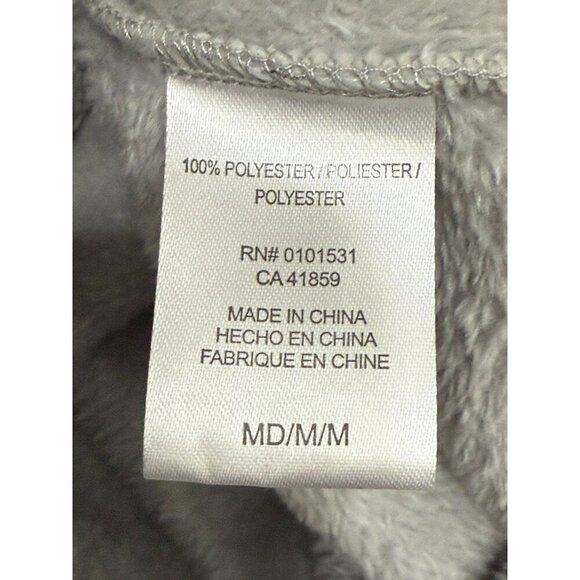 100% POLYESTER / POLIESTER /
POLYESTER
RN# 0101531
CA 41859
MADE IN CHINA
HECHO EN CHINA
FABRIQUE EN CHINE
MD/M/M